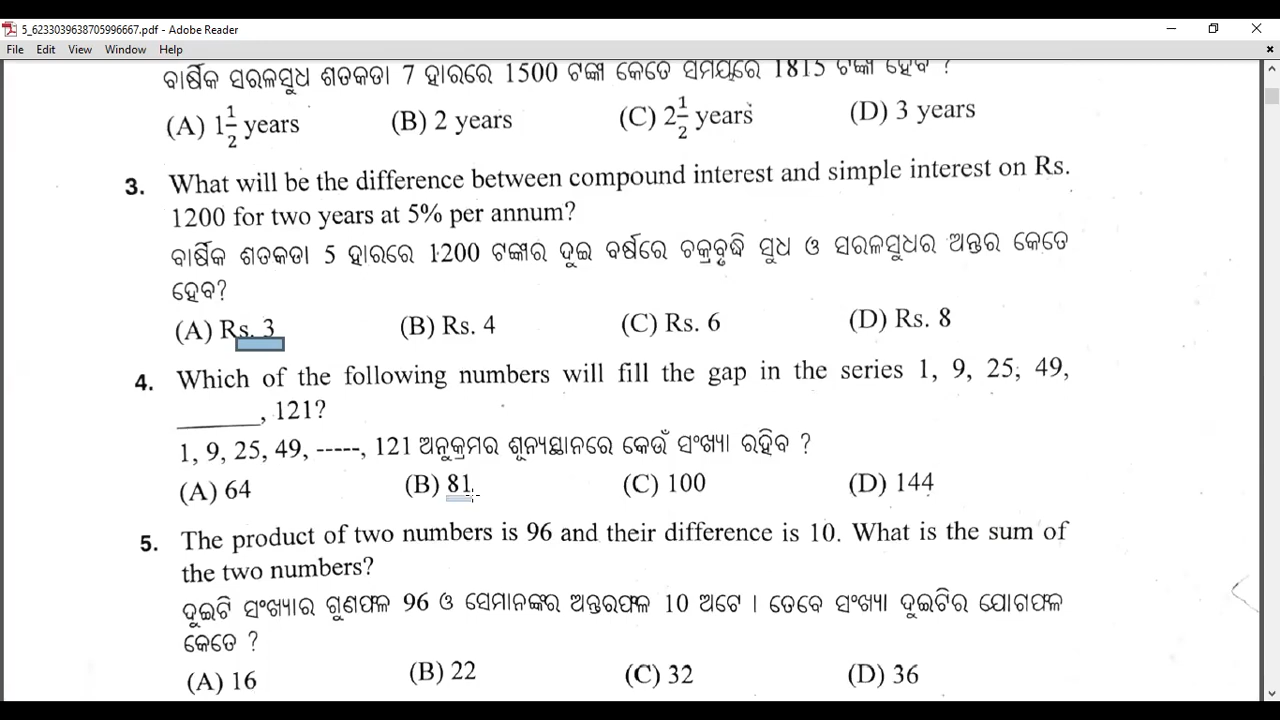 5_6233039638705996667.pdf - Adobe Reader
File Edit View Window Help
ବାର୍ଷିକ ସରଳସୁଧ ଶତକଡା 7 ହାରରେ 1500 ଟଙ୍କା କେତେ ସମୟରେ 1815 ଟଙ୍କା ହେବ ?
(A) 1 1/2 years (B) 2 years (C) 2 1/2 years (D) 3 years
3. What will be the difference between compound interest and simple interest on Rs.
1200 for two years at 5% per annum?
ବାର୍ଷିକ ଶତକଡା 5 ହାରରେ 1200 ଟଙ୍କାର ଦୁଇ ବର୍ଷରେ ଚକ୍ରବୃଦ୍ଧି ସୁଧ ଓ ସରଳସୁଧର ଅନ୍ତର କେତେ
ହେବ?
(A) Rs. 3 (B) Rs. 4 (C) Rs. 6 (D) Rs. 8
4. Which of the following numbers will fill the gap in the series 1, 9, 25, 49,
________, 121?
1, 9, 25, 49, -----, 121 ଅନୁକ୍ରମର ଶୂନ୍ୟସ୍ଥାନରେ କେଉଁ ସଂଖ୍ୟା ରହିବ ?
(A) 64 (B) 81 (C) 100 (D) 144
5. The product of two numbers is 96 and their difference is 10. What is the sum of
the two numbers?
ଦୁଇଟି ସଂଖ୍ୟାର ଗୁଣଫଳ 96 ଓ ସେମାନଙ୍କର ଅନ୍ତରଫଳ 10 ଅଟେ । ତେବେ ସଂଖ୍ୟା ଦୁଇଟିର ଯୋଗଫଳ
କେତେ ?
(A) 16 (B) 22 (C) 32 (D) 36